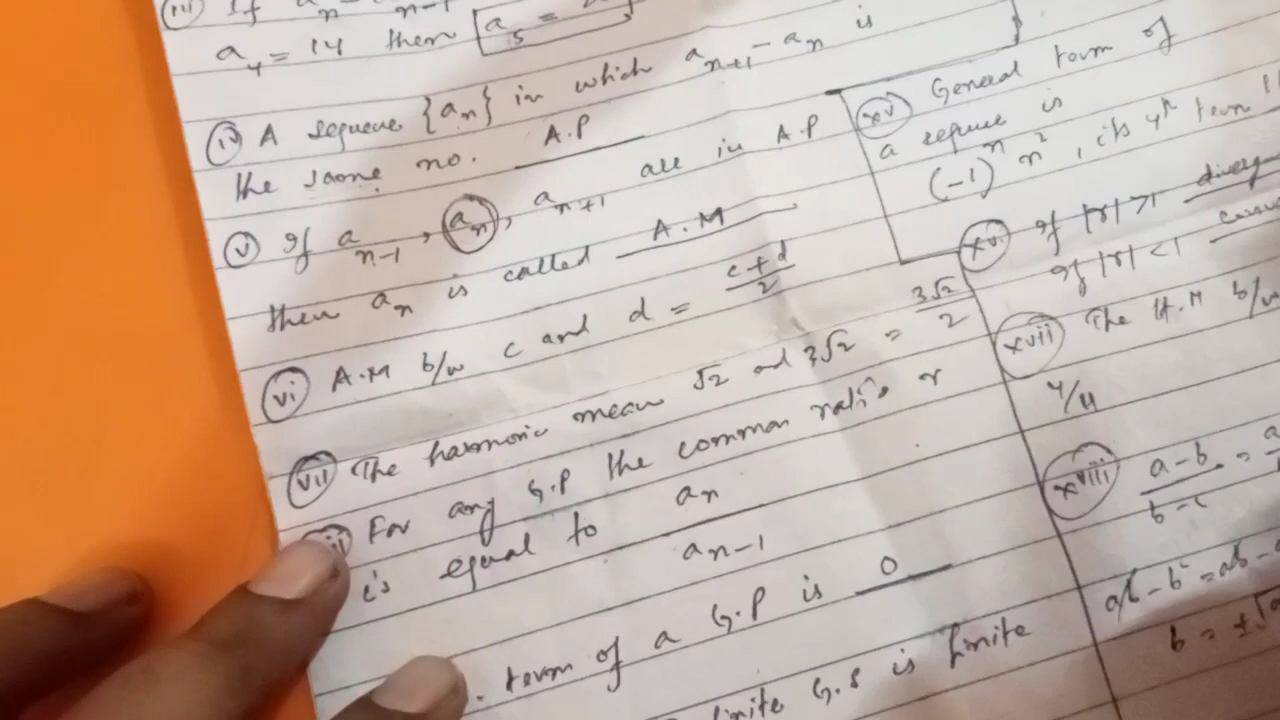 a₄ = 14 then a₅ =
(iv) A sequence {aₙ} in which aₙ₊₁ - aₙ is
the same no. A.P
(v) If aₙ₋₁, aₙ, aₙ₊₁ are in A.P
then aₙ is called A.M
(vi) A.M b/w c and d = c+d/2
(vii) The harmonic mean √2 and 3√2 = 3√2/2
For any G.P the common ratio r
is equal to aₙ/aₙ₋₁
term of a G.P is 0
G.S is finite
(xv) General term of
a sequence is
(-1)ⁿ n², its 4th term
(xvi) If |r| > 1
If |r| < 1
(xvii) The H.M b/w
(xviii) a-b/b-c =
ab - b² = ab -
b = ±√